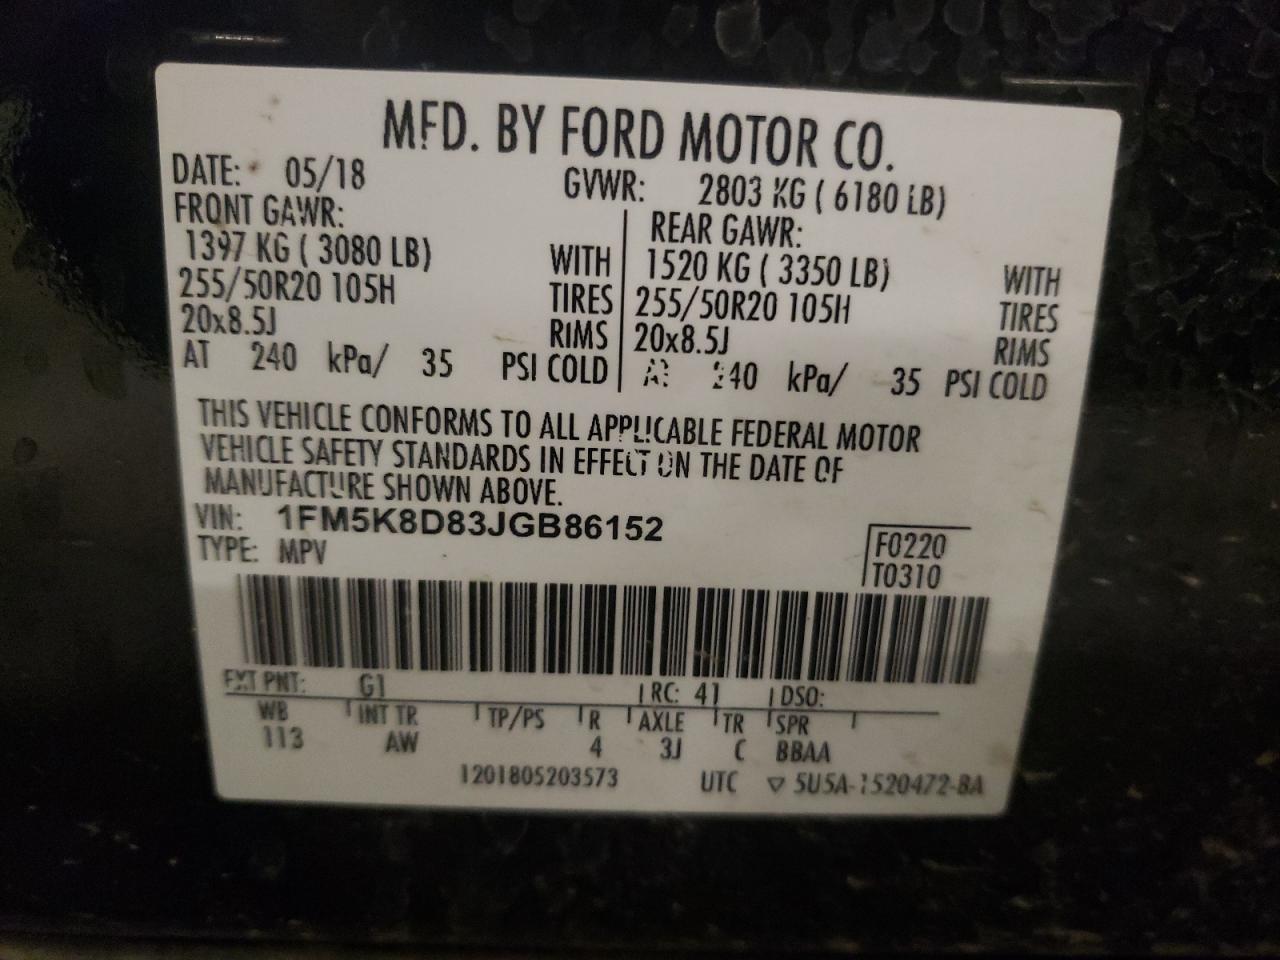 MFD. BY FORD MOTOR CO.
DATE: 05/18 GVWR: 2803 KG ( 6180 LB)
FRONT GAWR: REAR GAWR:
1397 KG ( 3080 LB) WITH 1520 KG ( 3350 LB) WITH
255/50R20 105H TIRES 255/50R20 105H TIRES
20x8.5J RIMS 20x8.5J RIMS
AT 240 kPa/ 35 PSI COLD AT 240 kPa/ 35 PSI COLD
THIS VEHICLE CONFORMS TO ALL APPLICABLE FEDERAL MOTOR
VEHICLE SAFETY STANDARDS IN EFFECT ON THE DATE OF
MANUFACTURE SHOWN ABOVE.
VIN: 1FM5K8D83JGB86152
TYPE: MPV
F0220
T0310
EXT PNT: G1 RC: 41 DSO:
WB INT TR TP/PS R AXLE TR SPR
113 AW 4 3J C BBAA
1201805203573 UTC ▽ 5U5A-1520472-BA